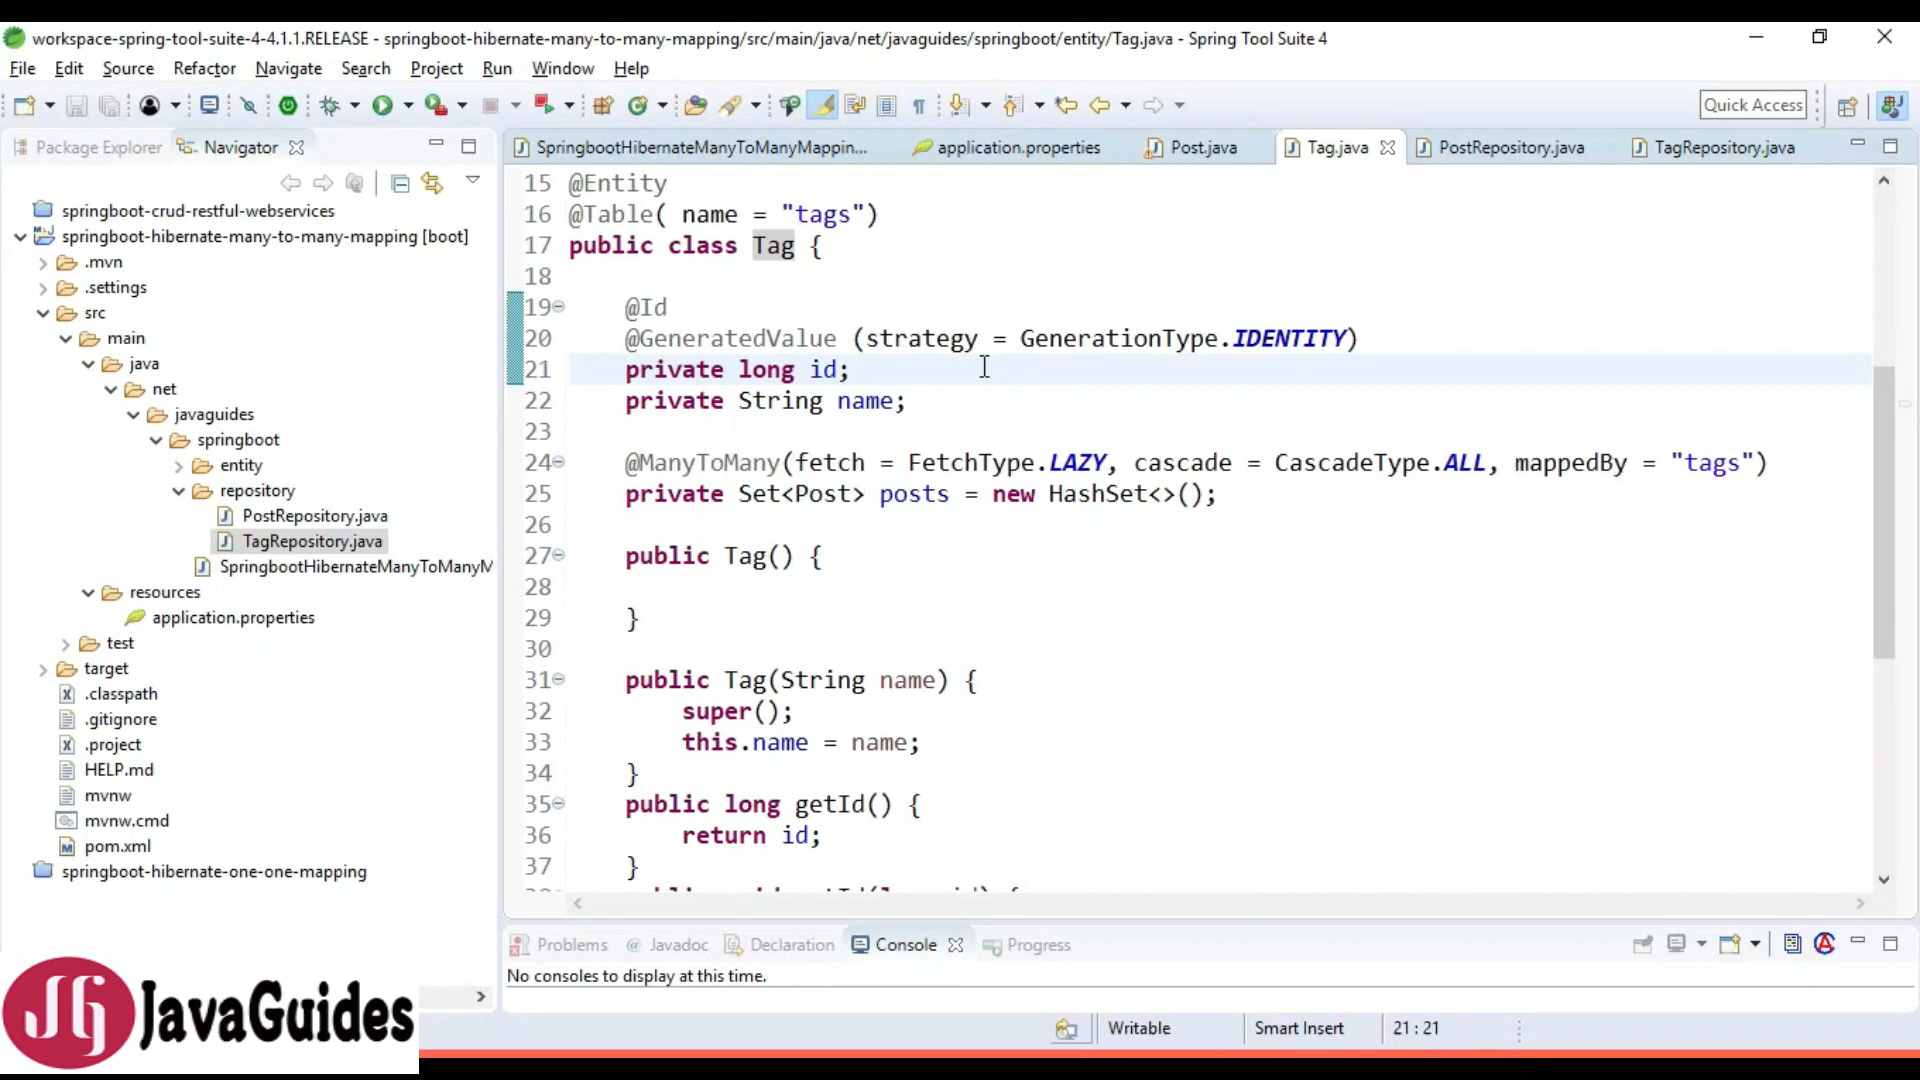 workspace-spring-tool-suite-4-4.1.1.RELEASE - springboot-hibernate-many-to-many-mapping/src/main/java/net/javaguides/springboot/entity/Tag.java - Spring Tool Suite 4
File Edit Source Refactor Navigate Search Project Run Window Help
Quick Access
Package Explorer Navigator
springboot-crud-restful-webservices
springboot-hibernate-many-to-many-mapping [boot]
.mvn
.settings
src
main
java
net
javaguides
springboot
entity
repository
PostRepository.java
TagRepository.java
SpringbootHibernateManyToManyM
resources
application.properties
test
target
.classpath
.gitignore
.project
HELP.md
mvnw
mvnw.cmd
pom.xml
springboot-hibernate-one-one-mapping
SpringbootHibernateManyToManyMappin... application.properties Post.java Tag.java PostRepository.java TagRepository.java
15 @Entity
16 @Table( name = "tags")
17 public class Tag {
18
19 @Id
20 @GeneratedValue (strategy = GenerationType.IDENTITY)
21 private long id;
22 private String name;
23
24 @ManyToMany(fetch = FetchType.LAZY, cascade = CascadeType.ALL, mappedBy = "tags")
25 private Set<Post> posts = new HashSet<>();
26
27 public Tag() {
28
29 }
30
31 public Tag(String name) {
32 super();
33 this.name = name;
34 }
35 public long getId() {
36 return id;
37 }
Problems @ Javadoc Declaration Console Progress
No consoles to display at this time.
Writable Smart Insert 21 : 21
JG JavaGuides